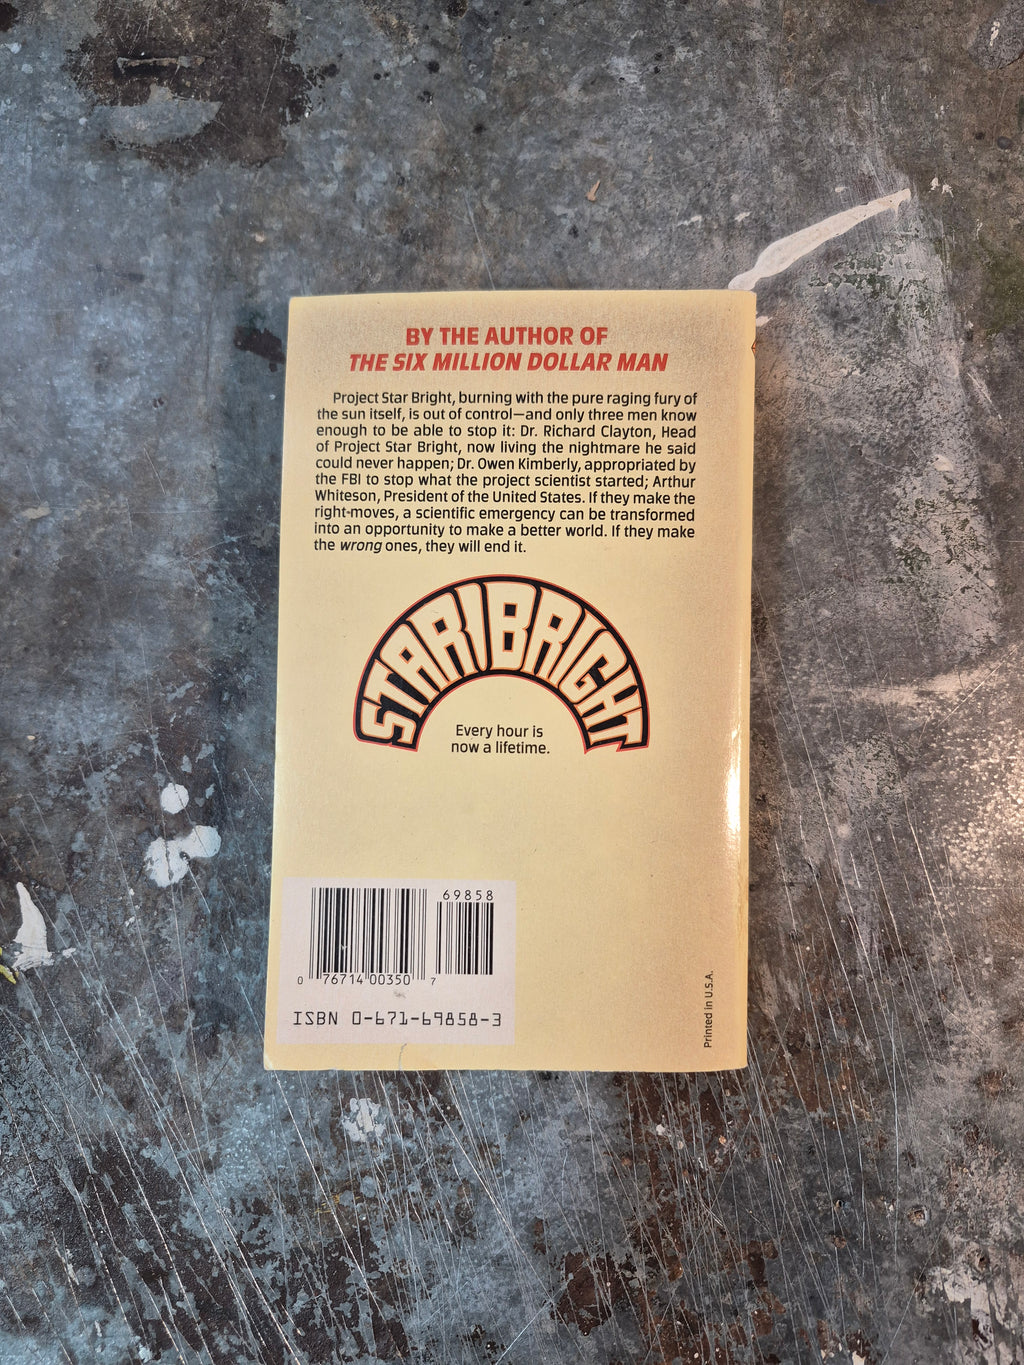 BY THE AUTHOR OF
THE SIX MILLION DOLLAR MAN
Project Star Bright, burning with the pure raging fury of
the sun itself, is out of control—and only three men know
enough to be able to stop it: Dr. Richard Clayton, Head
of Project Star Bright, now living the nightmare he said
could never happen; Dr. Owen Kimberly, appropriated by
the FBI to stop what the project scientist started; Arthur
Whiteson, President of the United States. If they make the
right-moves, a scientific emergency can be transformed
into an opportunity to make a better world. If they make
the wrong ones, they will end it.
STAR BRIGHT
Every hour is
now a lifetime.
69858
0 76714 00350 7
ISBN 0-671-69858-3
Printed in U.S.A.